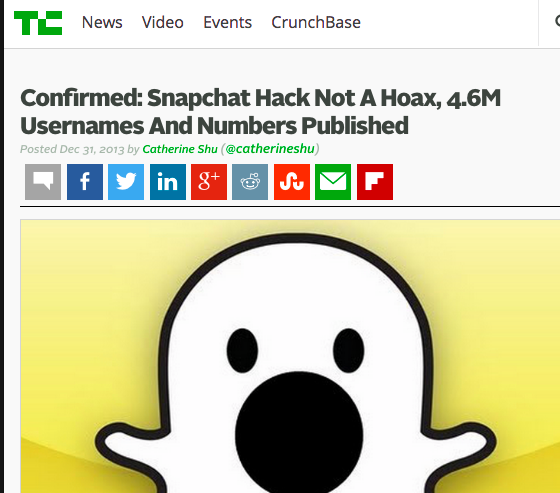 TC News Video Events CrunchBase
Confirmed: Snapchat Hack Not A Hoax, 4.6M
Usernames And Numbers Published
Posted Dec 31, 2013 by Catherine Shu (@catherineshu)
f in g+